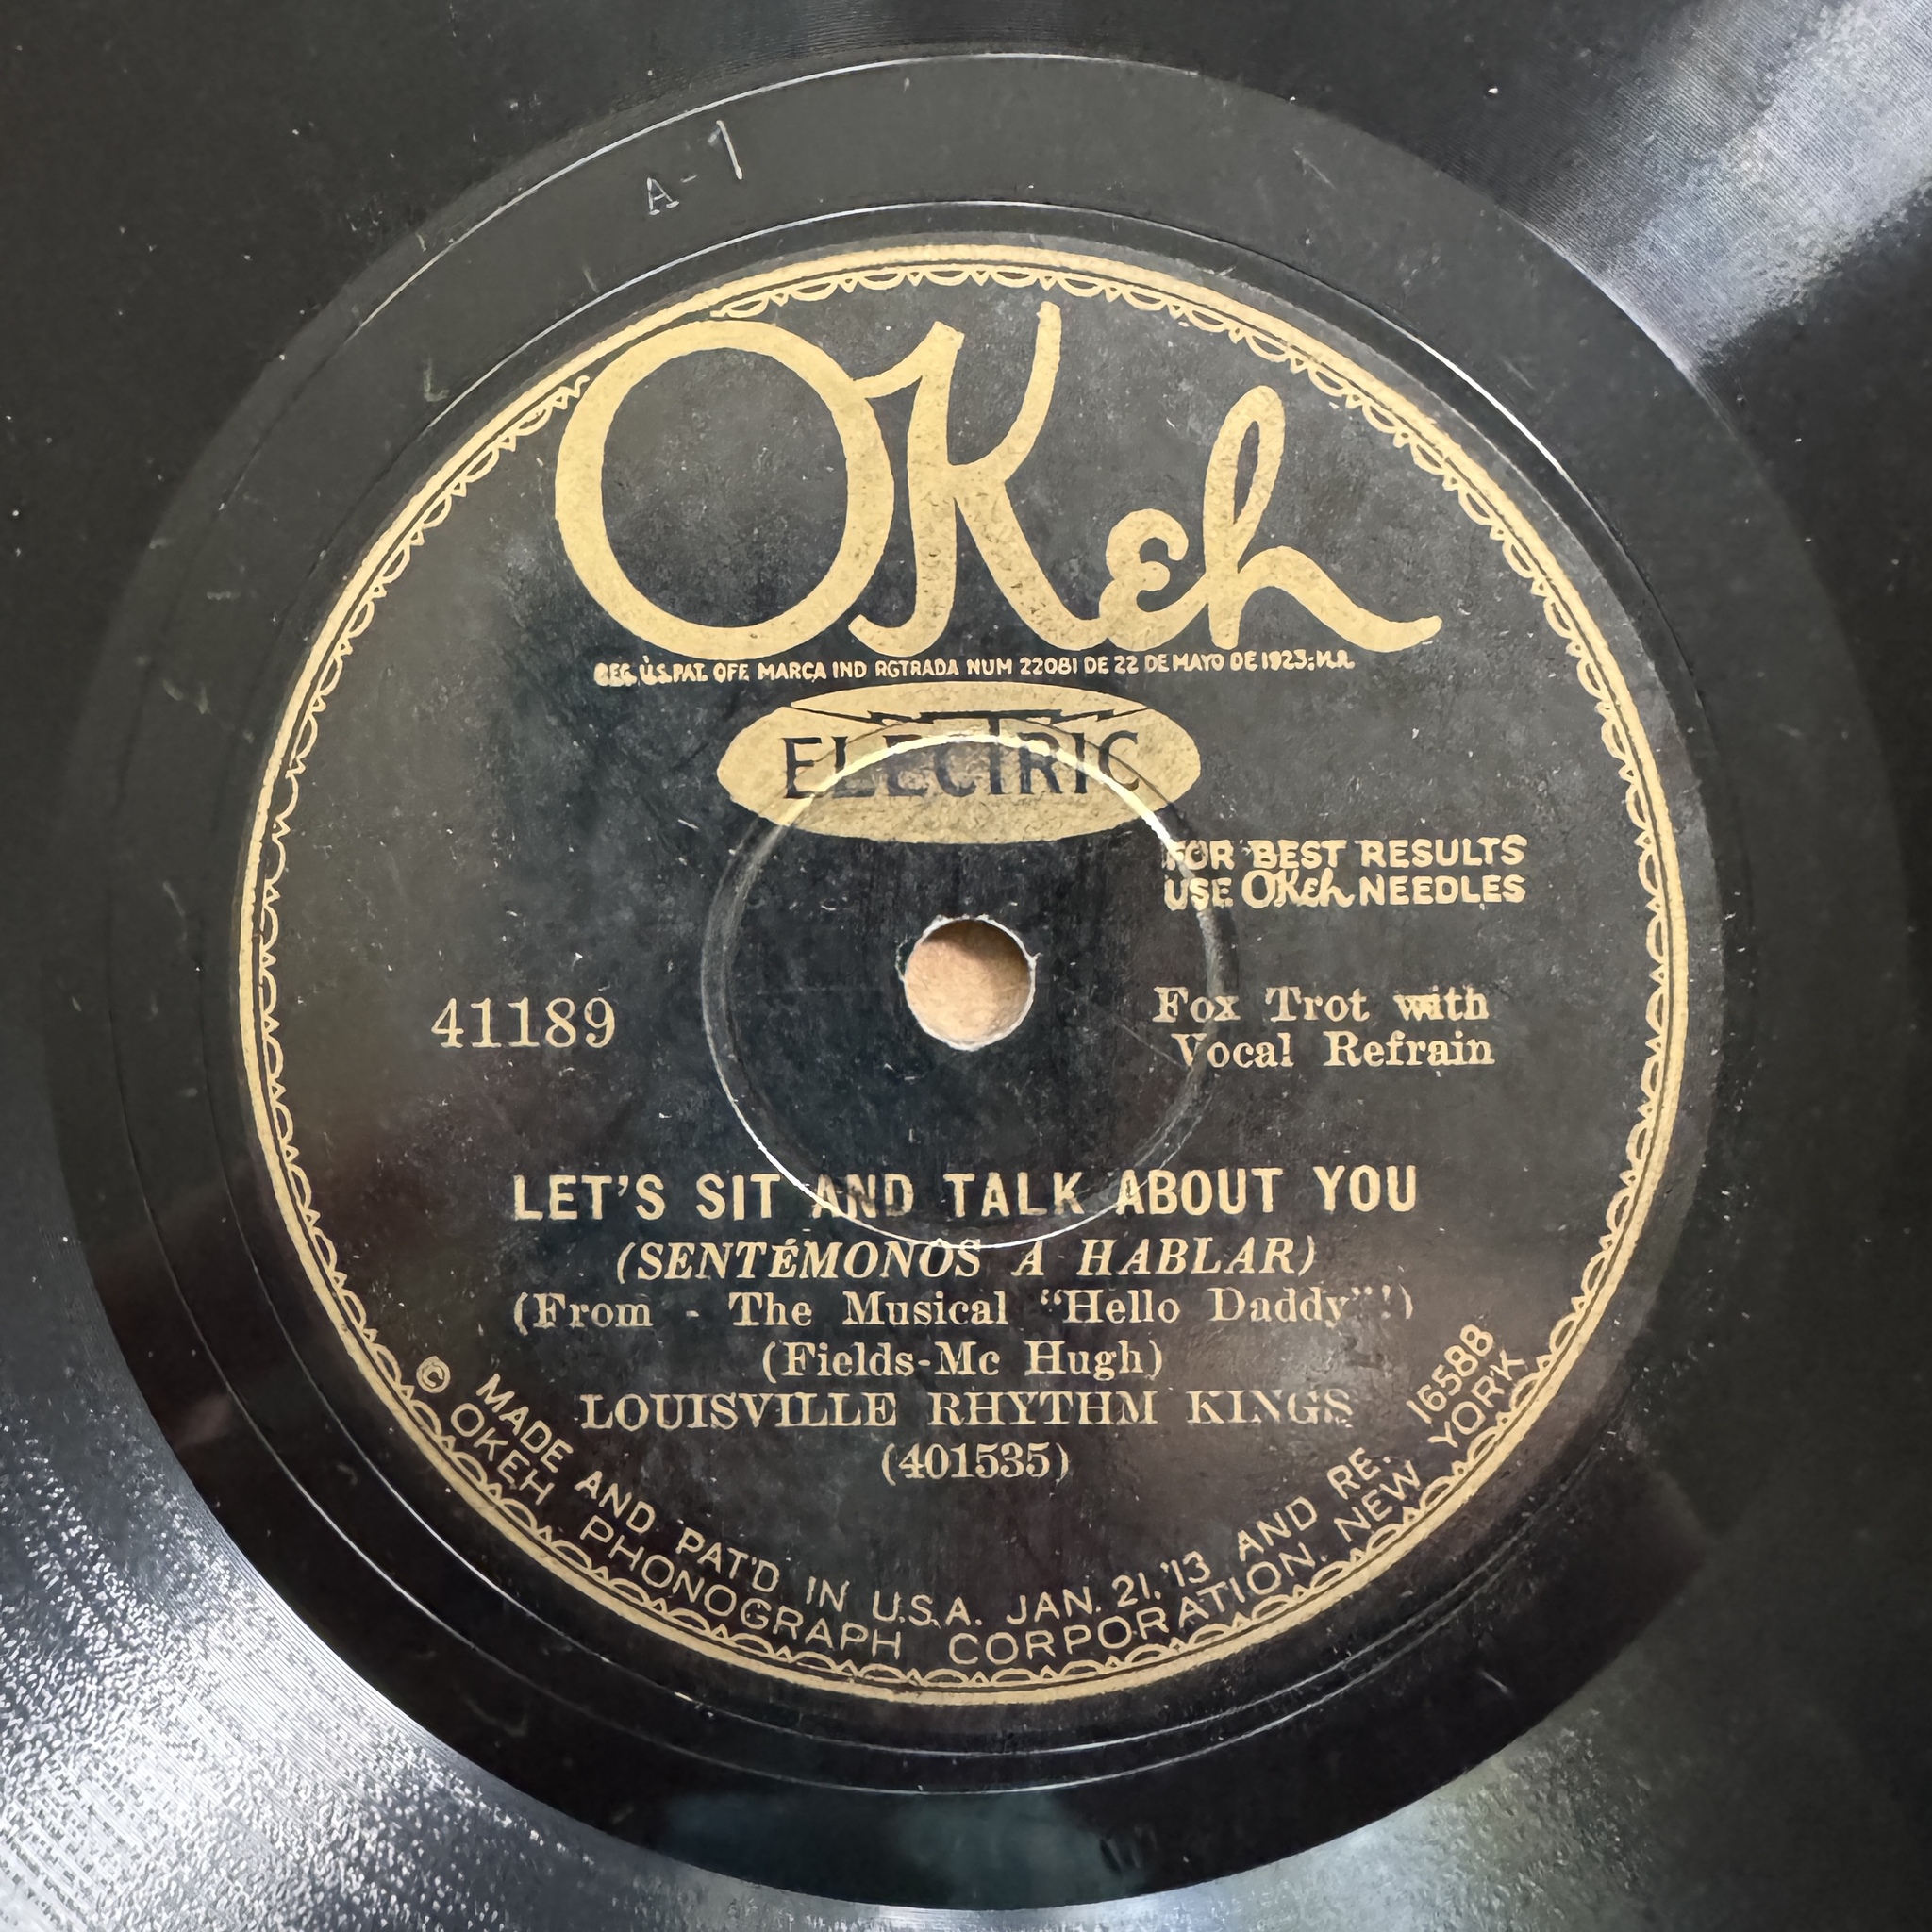 A-1
OKeh
REG. U.S. PAT. OFF. MARCA IND RGTRADA NUM 22081 DE 22 DE MAYO DE 1923; M.R.
ELECTRIC
FOR BEST RESULTS
USE OKeh NEEDLES
41189
Fox Trot with
Vocal Refrain
LET'S SIT AND TALK ABOUT YOU
(SENTÉMONOS A HABLAR)
(From - The Musical "Hello Daddy"!)
(Fields-Mc Hugh)
LOUISVILLE RHYTHM KINGS
(401535)
MADE AND PAT'D IN U.S.A. JAN. 21, '13 AND RE. 16588
© OKEH PHONOGRAPH CORPORATION, NEW YORK